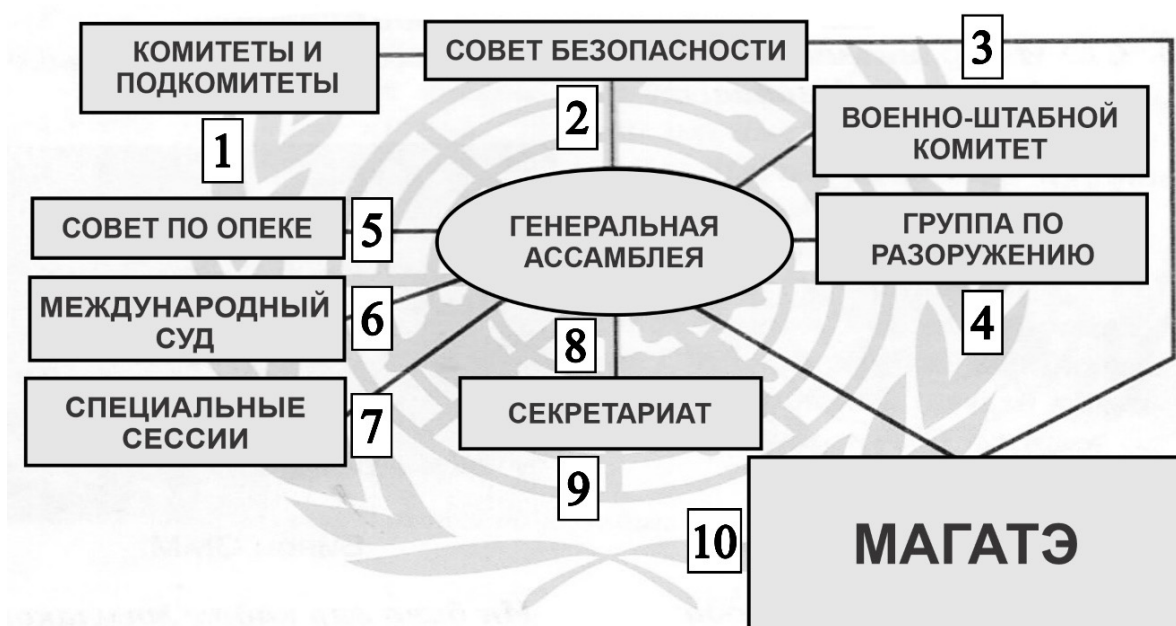 КОМИТЕТЫ И
ПОДКОМИТЕТЫ
СОВЕТ БЕЗОПАСНОСТИ
3
1
2
ВОЕННО-ШТАБНОЙ
КОМИТЕТ
СОВЕТ ПО ОПЕКЕ
5
ГЕНЕРАЛЬНАЯ
АССАМБЛЕЯ
ГРУППА ПО
РАЗОРУЖЕНИЮ
МЕЖДУНАРОДНЫЙ
СУД
6
8
4
СПЕЦИАЛЬНЫЕ
СЕССИИ
7
СЕКРЕТАРИАТ
9
10
МАГАТЭ